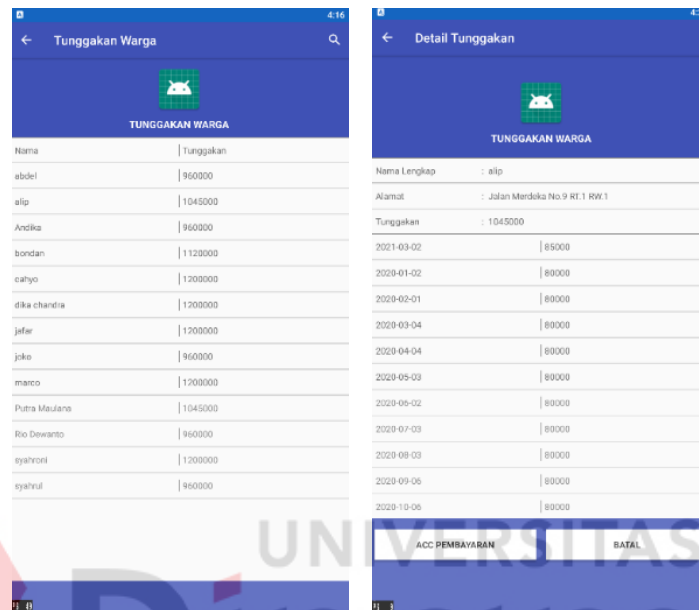 4:16
Tunggakan Warga
TUNGGAKAN WARGA
Nama Tunggakan
abdel 960000
alip 1045000
Andika 960000
bondan 1120000
cahyo 1200000
dika chandra 1200000
jafar 1200000
joko 960000
marco 1200000
Putra Maulana 1045000
Rio Dewanto 960000
syahroni 1200000
syahrul 960000
Detail Tunggakan
TUNGGAKAN WARGA
Nama Lengkap : alip
Alamat : Jalan Merdeka No.9 RT.1 RW.1
Tunggakan : 1045000
2021-03-02 85000
2020-01-02 80000
2020-02-01 80000
2020-03-04 80000
2020-04-04 80000
2020-05-03 80000
2020-06-02 80000
2020-07-03 80000
2020-08-03 80000
2020-09-06 80000
2020-10-06 80000
ACC PEMBAYARAN BATAL
UNIVERSITAS